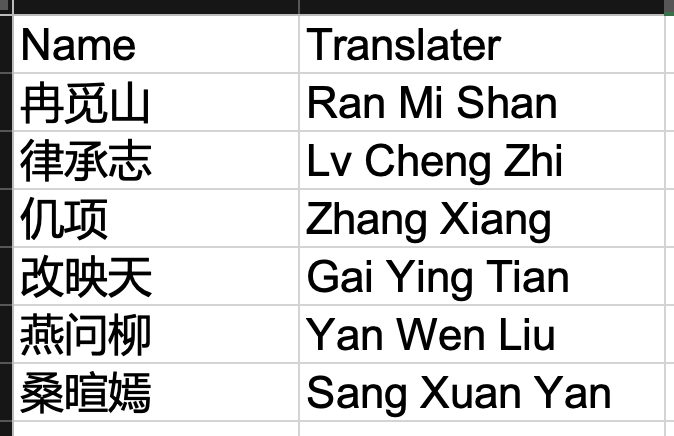 Name Translater
冉觅山 Ran Mi Shan
律承志 Lv Cheng Zhi
仉项 Zhang Xiang
改映天 Gai Ying Tian
燕问柳 Yan Wen Liu
桑暄嫣 Sang Xuan Yan